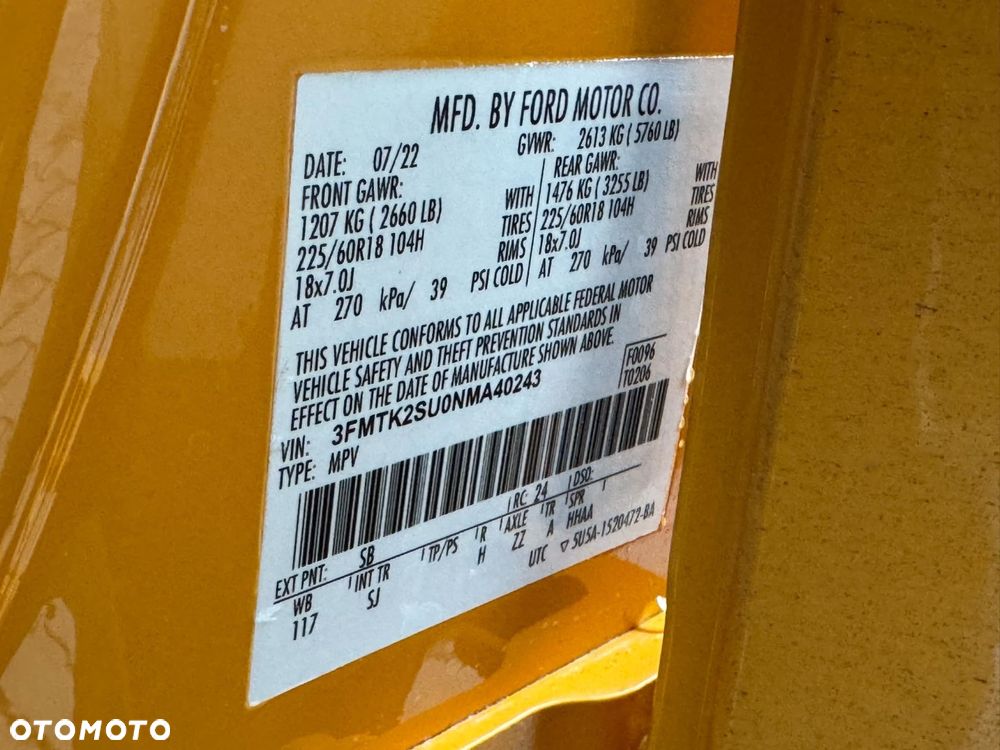 MFD. BY FORD MOTOR CO.
DATE: 07/22 GVWR: 2613 KG ( 5760 LB)
FRONT GAWR: REAR GAWR:
1207 KG ( 2660 LB) WITH 1476 KG ( 3255 LB) WITH
225/60R18 104H TIRES 225/60R18 104H TIRES
18x7.0J RIMS 18x7.0J RIMS
AT 270 kPa/ 39 PSI COLD AT 270 kPa/ 39 PSI COLD
THIS VEHICLE CONFORMS TO ALL APPLICABLE FEDERAL MOTOR
VEHICLE SAFETY AND THEFT PREVENTION STANDARDS IN
EFFECT ON THE DATE OF MANUFACTURE SHOWN ABOVE.
F0096
T0206
VIN: 3FMTK2SU0NMA40243
TYPE: MPV
EXT PNT: SB RC: 24 DSO:
WB INT TR TP/PS R AXLE TR SPR
117 SJ H ZZ A HHAA
UTC ▽ 5U5A-1520472-BA
OTOMOTO